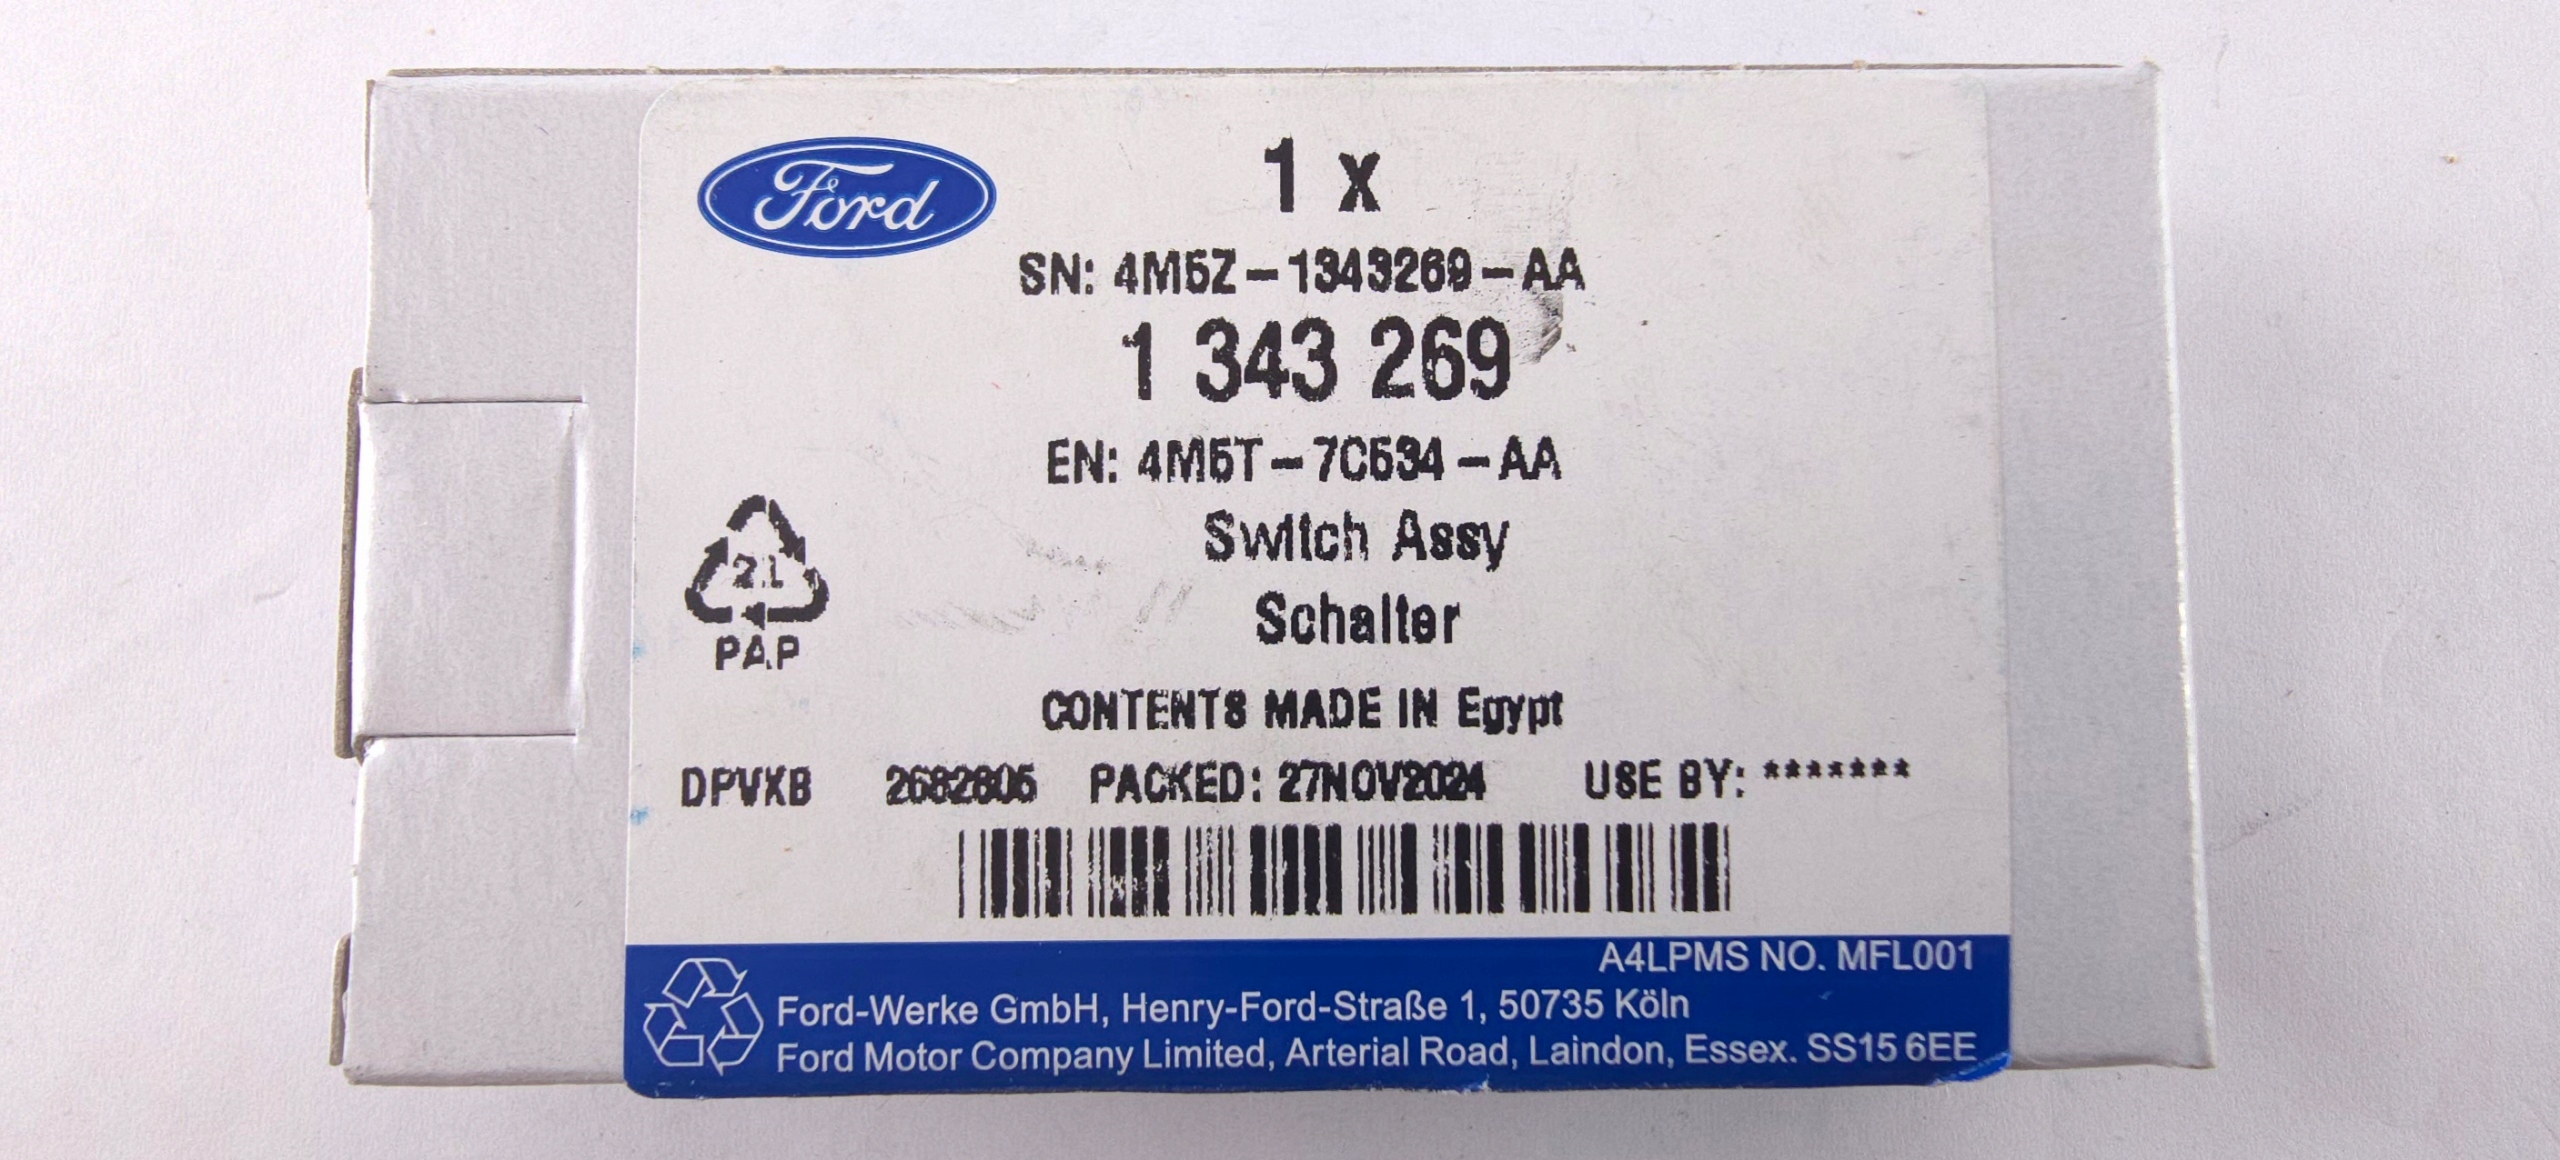 Ford
1 x
SN: 4M5Z-1343269-AA
1 343 269
EN: 4M5T-7C534-AA
Switch Assy
Schalter
21
PAP
CONTENTS MADE IN Egypt
DPVXB 2682805 PACKED: 27NOV2024 USE BY: *******
A4LPMS NO. MFL001
Ford-Werke GmbH, Henry-Ford-Straße 1, 50735 Köln
Ford Motor Company Limited, Arterial Road, Laindon, Essex. SS15 6EE